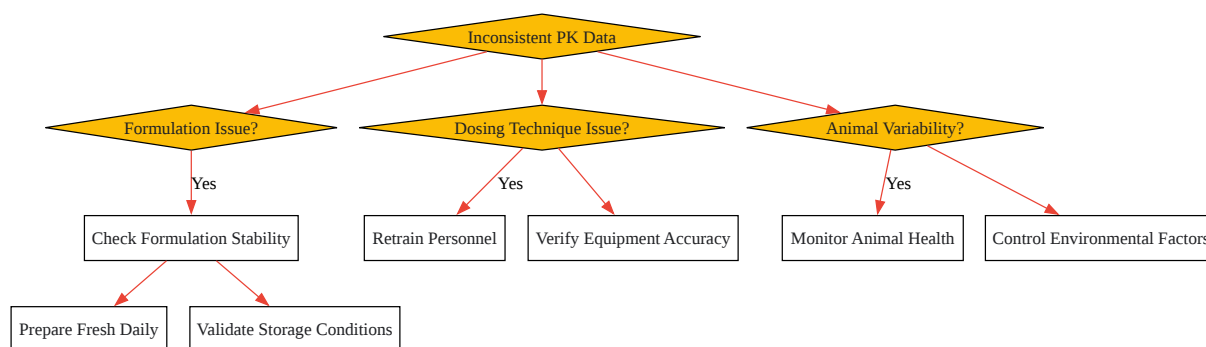 Inconsistent PK Data
Formulation Issue?
Dosing Technique Issue?
Animal Variability?
Yes
Yes
Yes
Check Formulation Stability
Retrain Personnel
Verify Equipment Accuracy
Monitor Animal Health
Control Environmental Factors
Prepare Fresh Daily
Validate Storage Conditions